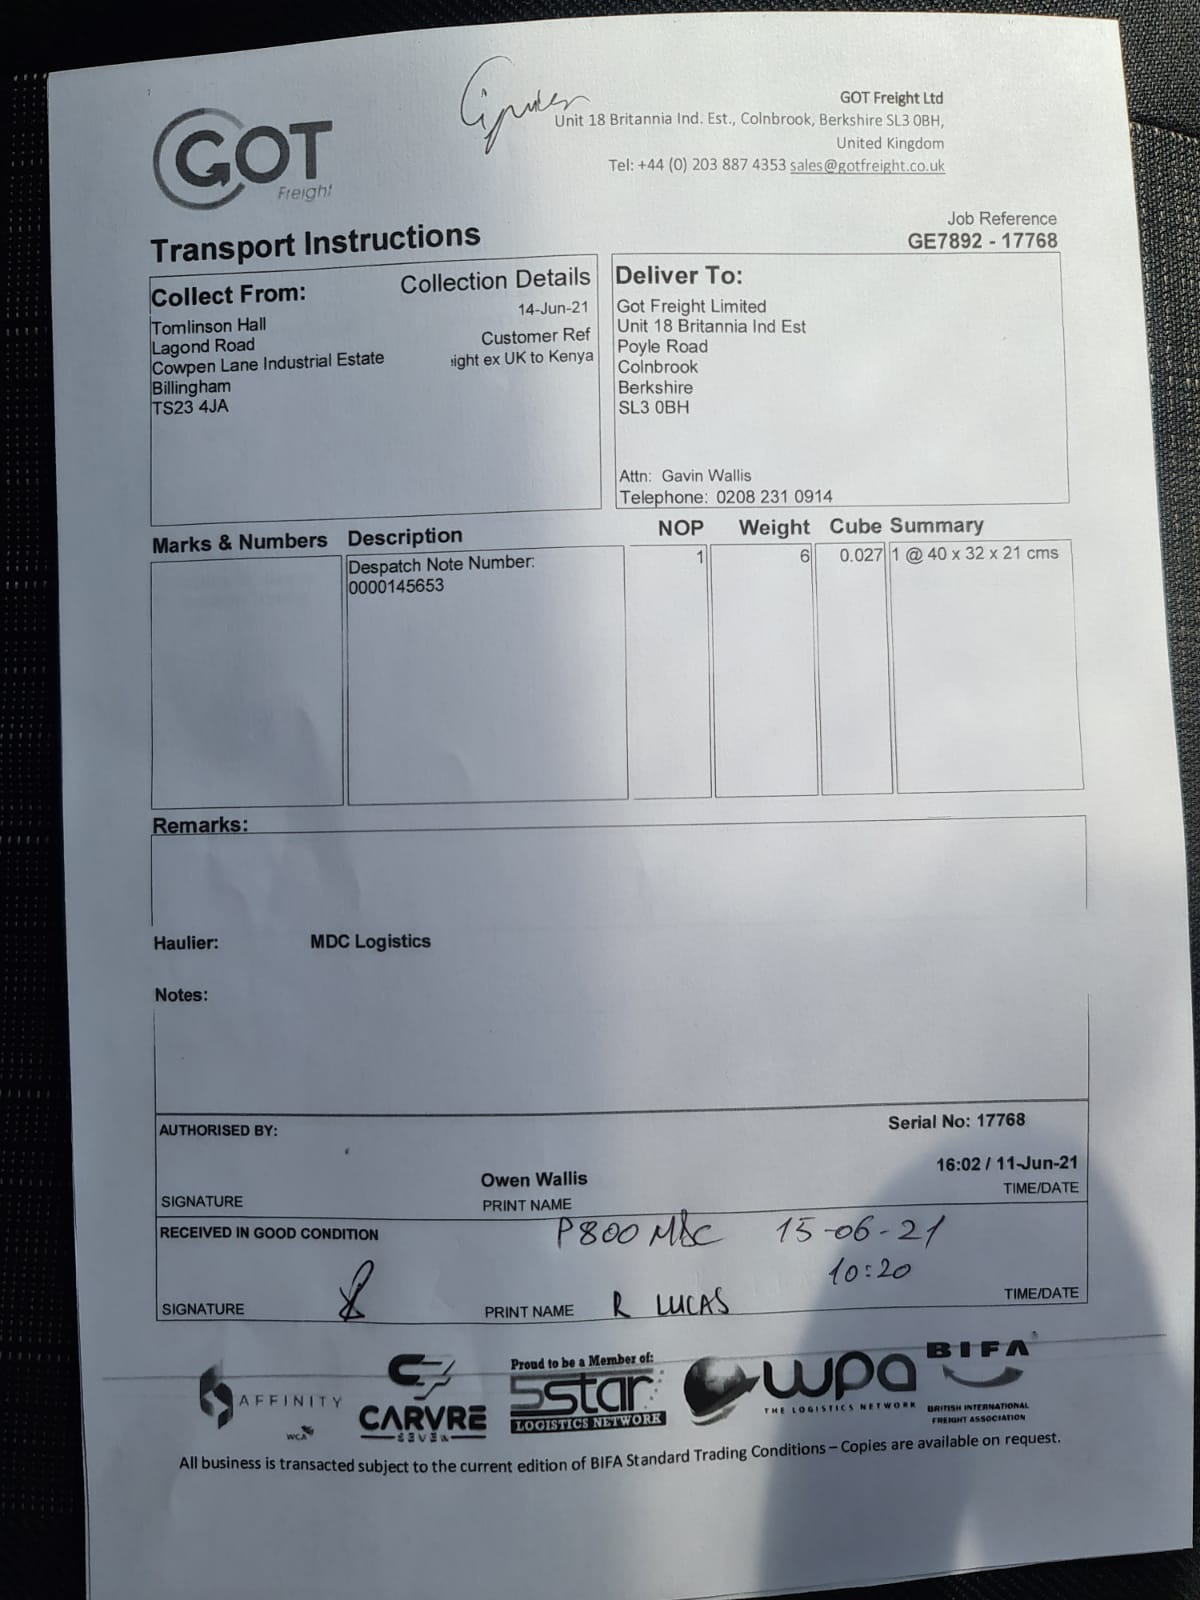 GOT
Freight
GOT Freight Ltd
Unit 18 Britannia Ind. Est., Colnbrook, Berkshire SL3 0BH,
United Kingdom
Tel: +44 (0) 203 887 4353 sales@gotfreight.co.uk
Job Reference
GE7892 - 17768
Transport Instructions
Collect From:
Tomlinson Hall
Lagond Road
Cowpen Lane Industrial Estate
Billingham
TS23 4JA
Collection Details
14-Jun-21
Customer Ref
ight ex UK to Kenya
Deliver To:
Got Freight Limited
Unit 18 Britannia Ind Est
Poyle Road
Colnbrook
Berkshire
SL3 0BH
Attn: Gavin Wallis
Telephone: 0208 231 0914
Marks & Numbers Description NOP Weight Cube Summary
Despatch Note Number: 1 6 0.027 1 @ 40 x 32 x 21 cms
0000145653
Remarks:
Haulier: MDC Logistics
Notes:
AUTHORISED BY: Serial No: 17768
Owen Wallis 16:02 / 11-Jun-21
SIGNATURE PRINT NAME TIME/DATE
RECEIVED IN GOOD CONDITION P800 MDC 15-06-21
10:20
SIGNATURE PRINT NAME R LUCAS TIME/DATE
AFFINITY
WCA
CARVRE
SEVEN
Proud to be a Member of:
5star
LOGISTICS NETWORK
wpa
THE LOGISTICS NETWORK
BIFA
BRITISH INTERNATIONAL
FREIGHT ASSOCIATION
All business is transacted subject to the current edition of BIFA Standard Trading Conditions – Copies are available on request.